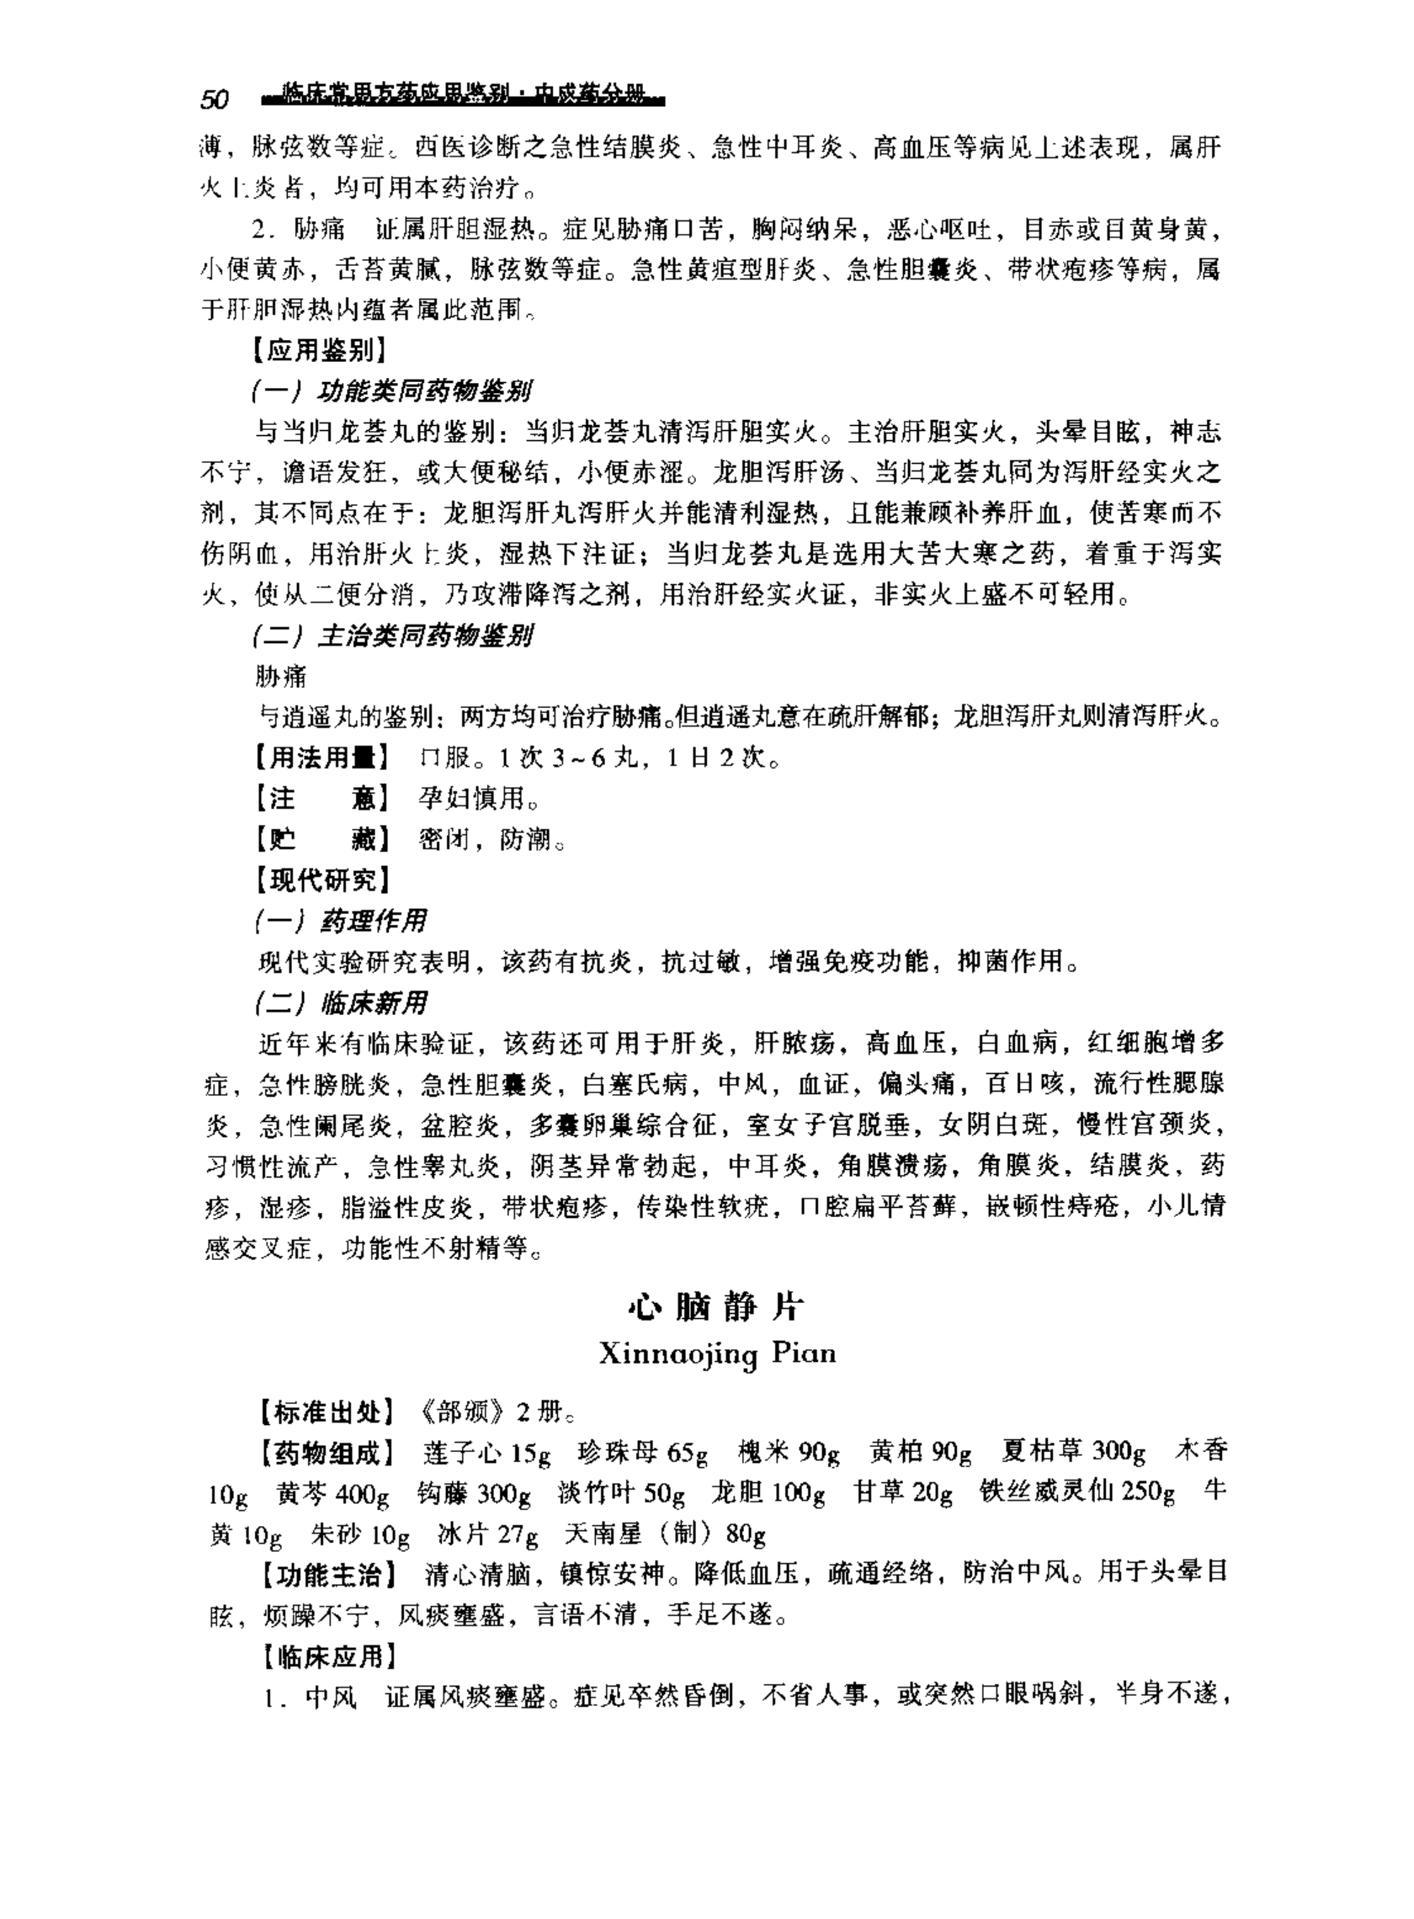 50 临床常用方药应用鉴别·中成药分册
薄，脉弦数等症。西医诊断之急性结膜炎、急性中耳炎、高血压等病见上述表现，属肝
火上炎者，均可用本药治疗。
2．胁痛 证属肝胆湿热。症见胁痛口苦，胸闷纳呆，恶心呕吐，目赤或目黄身黄，
小便黄赤，舌苔黄腻，脉弦数等症。急性黄疸型肝炎、急性胆囊炎、带状疱疹等病，属
于肝胆湿热内蕴者属此范围。
【应用鉴别】
（一）功能类同药物鉴别
与当归龙荟丸的鉴别：当归龙荟丸清泻肝胆实火。主治肝胆实火，头晕目眩，神志
不宁，谵语发狂，或大便秘结，小便赤涩。龙胆泻肝汤、当归龙荟丸同为泻肝经实火之
剂，其不同点在于：龙胆泻肝丸泻肝火并能清利湿热，且能兼顾补养肝血，使苦寒而不
伤阴血，用治肝火上炎，湿热下注证；当归龙荟丸是选用大苦大寒之药，着重于泻实
火，使从二便分消，乃攻滞降泻之剂，用治肝经实火证，非实火上盛不可轻用。
（二）主治类同药物鉴别
胁痛
与逍遥丸的鉴别：两方均可治疗胁痛。但逍遥丸意在疏肝解郁；龙胆泻肝丸则清泻肝火。
【用法用量】 口服。1次3~6丸，1日2次。
【注　　意】 孕妇慎用。
【贮　　藏】 密闭，防潮。
【现代研究】
（一）药理作用
现代实验研究表明，该药有抗炎，抗过敏，增强免疫功能，抑菌作用。
（二）临床新用
近年来有临床验证，该药还可用于肝炎，肝脓疡，高血压，白血病，红细胞增多
症，急性膀胱炎，急性胆囊炎，白塞氏病，中风，血证，偏头痛，百日咳，流行性腮腺
炎，急性阑尾炎，盆腔炎，多囊卵巢综合征，室女子宫脱垂，女阴白斑，慢性宫颈炎，
习惯性流产，急性睾丸炎，阴茎异常勃起，中耳炎，角膜溃疡，角膜炎，结膜炎，药
疹，湿疹，脂溢性皮炎，带状疱疹，传染性软疣，口腔扁平苔藓，嵌顿性痔疮，小儿情
感交叉症，功能性不射精等。
心脑静片
Xinnaojing Pian
【标准出处】《部颁》2册。
【药物组成】 莲子心15g 珍珠母65g 槐米90g 黄柏90g 夏枯草300g 木香
10g 黄芩400g 钩藤300g 淡竹叶50g 龙胆100g 甘草20g 铁丝威灵仙250g 牛
黄10g 朱砂10g 冰片27g 天南星（制）80g
【功能主治】 清心清脑，镇惊安神。降低血压，疏通经络，防治中风。用于头晕目
眩，烦躁不宁，风痰壅盛，言语不清，手足不遂。
【临床应用】
1．中风 证属风痰壅盛。症见卒然昏倒，不省人事，或突然口眼㖞斜，半身不遂，